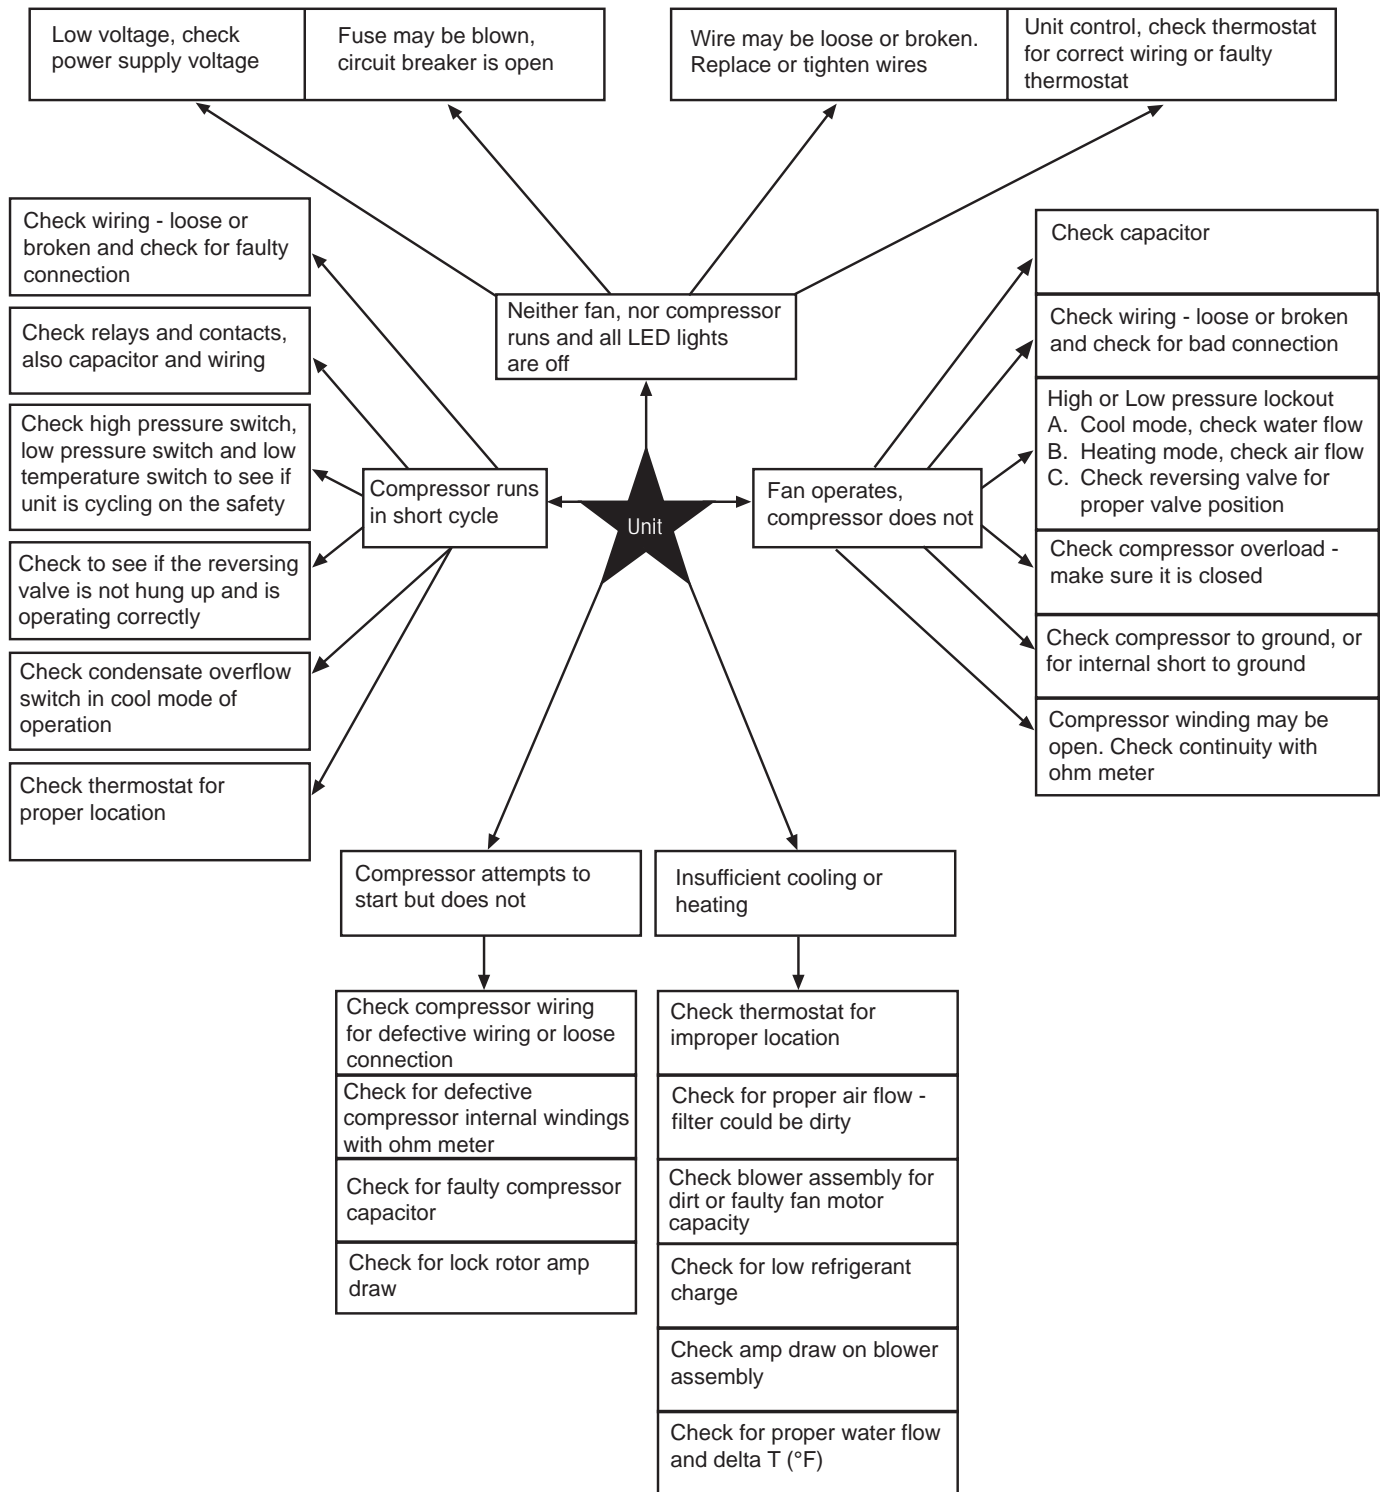 Low voltage, check
power supply voltage
Fuse may be blown,
circuit breaker is open
Wire may be loose or broken.
Replace or tighten wires
Unit control, check thermostat
for correct wiring or faulty
thermostat
Check wiring - loose or
broken and check for faulty
connection
Check relays and contacts,
also capacitor and wiring
Check high pressure switch,
low pressure switch and low
temperature switch to see if
unit is cycling on the safety
Check to see if the reversing
valve is not hung up and is
operating correctly
Check condensate overflow
switch in cool mode of
operation
Check thermostat for
proper location
Neither fan, nor compressor
runs and all LED lights
are off
Compressor runs
in short cycle
Unit
Fan operates,
compressor does not
Check capacitor
Check wiring - loose or broken
and check for bad connection
High or Low pressure lockout
A. Cool mode, check water flow
B. Heating mode, check air flow
C. Check reversing valve for
proper valve position
Check compressor overload -
make sure it is closed
Check compressor to ground, or
for internal short to ground
Compressor winding may be
open. Check continuity with
ohm meter
Compressor attempts to
start but does not
Insufficient cooling or
heating
Check compressor wiring
for defective wiring or loose
connection
Check for defective
compressor internal windings
with ohm meter
Check for faulty compressor
capacitor
Check for lock rotor amp
draw
Check thermostat for
improper location
Check for proper air flow -
filter could be dirty
Check blower assembly for
dirt or faulty fan motor
capacity
Check for low refrigerant
charge
Check amp draw on blower
assembly
Check for proper water flow
and delta T (°F)